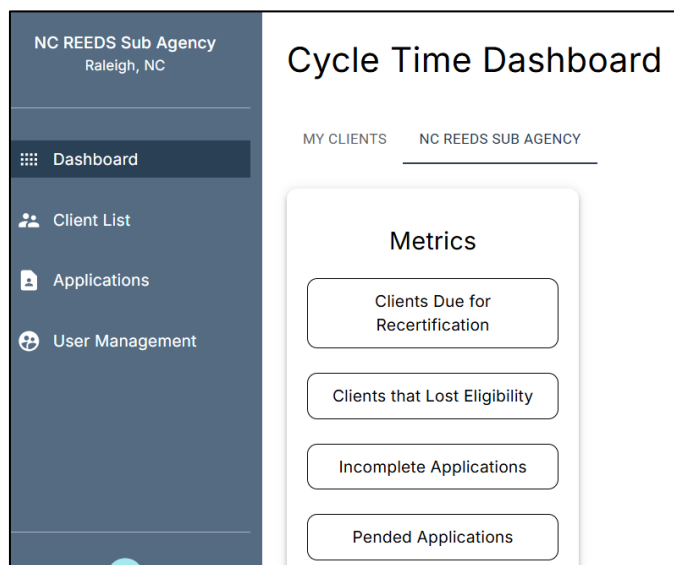 NC REEDS Sub Agency
Raleigh, NC
Dashboard
Client List
Applications
User Management
Cycle Time Dashboard
MY CLIENTS
NC REEDS SUB AGENCY
Metrics
Clients Due for
Recertification
Clients that Lost Eligibility
Incomplete Applications
Pended Applications